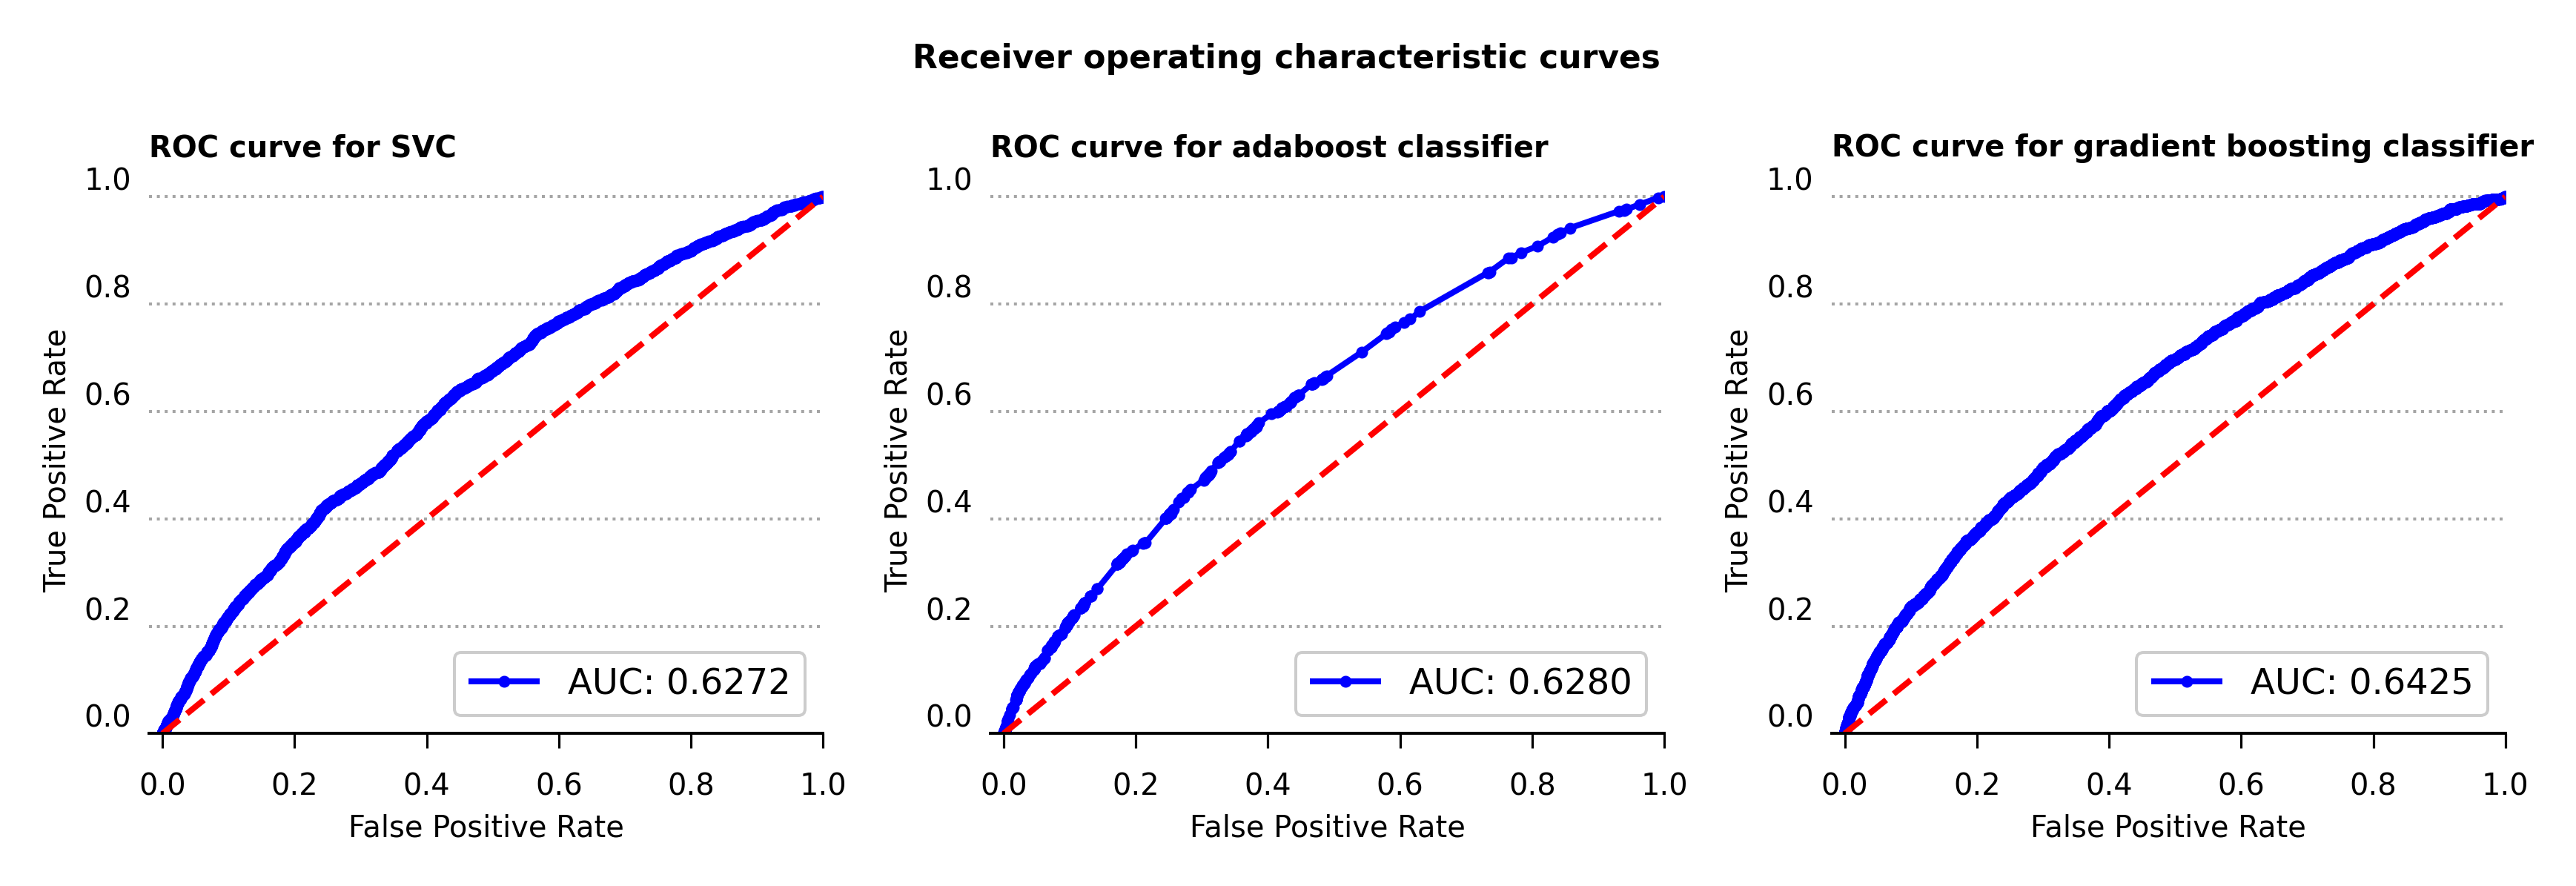 Receiver operating characteristic curves
ROC curve for SVC
1.0
0.8
0.6
0.4
0.2
0.0
True Positive Rate
AUC: 0.6272
0.0 0.2 0.4 0.6 0.8 1.0
False Positive Rate
ROC curve for adaboost classifier
1.0
0.8
0.6
0.4
0.2
0.0
True Positive Rate
AUC: 0.6280
0.0 0.2 0.4 0.6 0.8 1.0
False Positive Rate
ROC curve for gradient boosting classifier
1.0
0.8
0.6
0.4
0.2
0.0
True Positive Rate
AUC: 0.6425
0.0 0.2 0.4 0.6 0.8 1.0
False Positive Rate